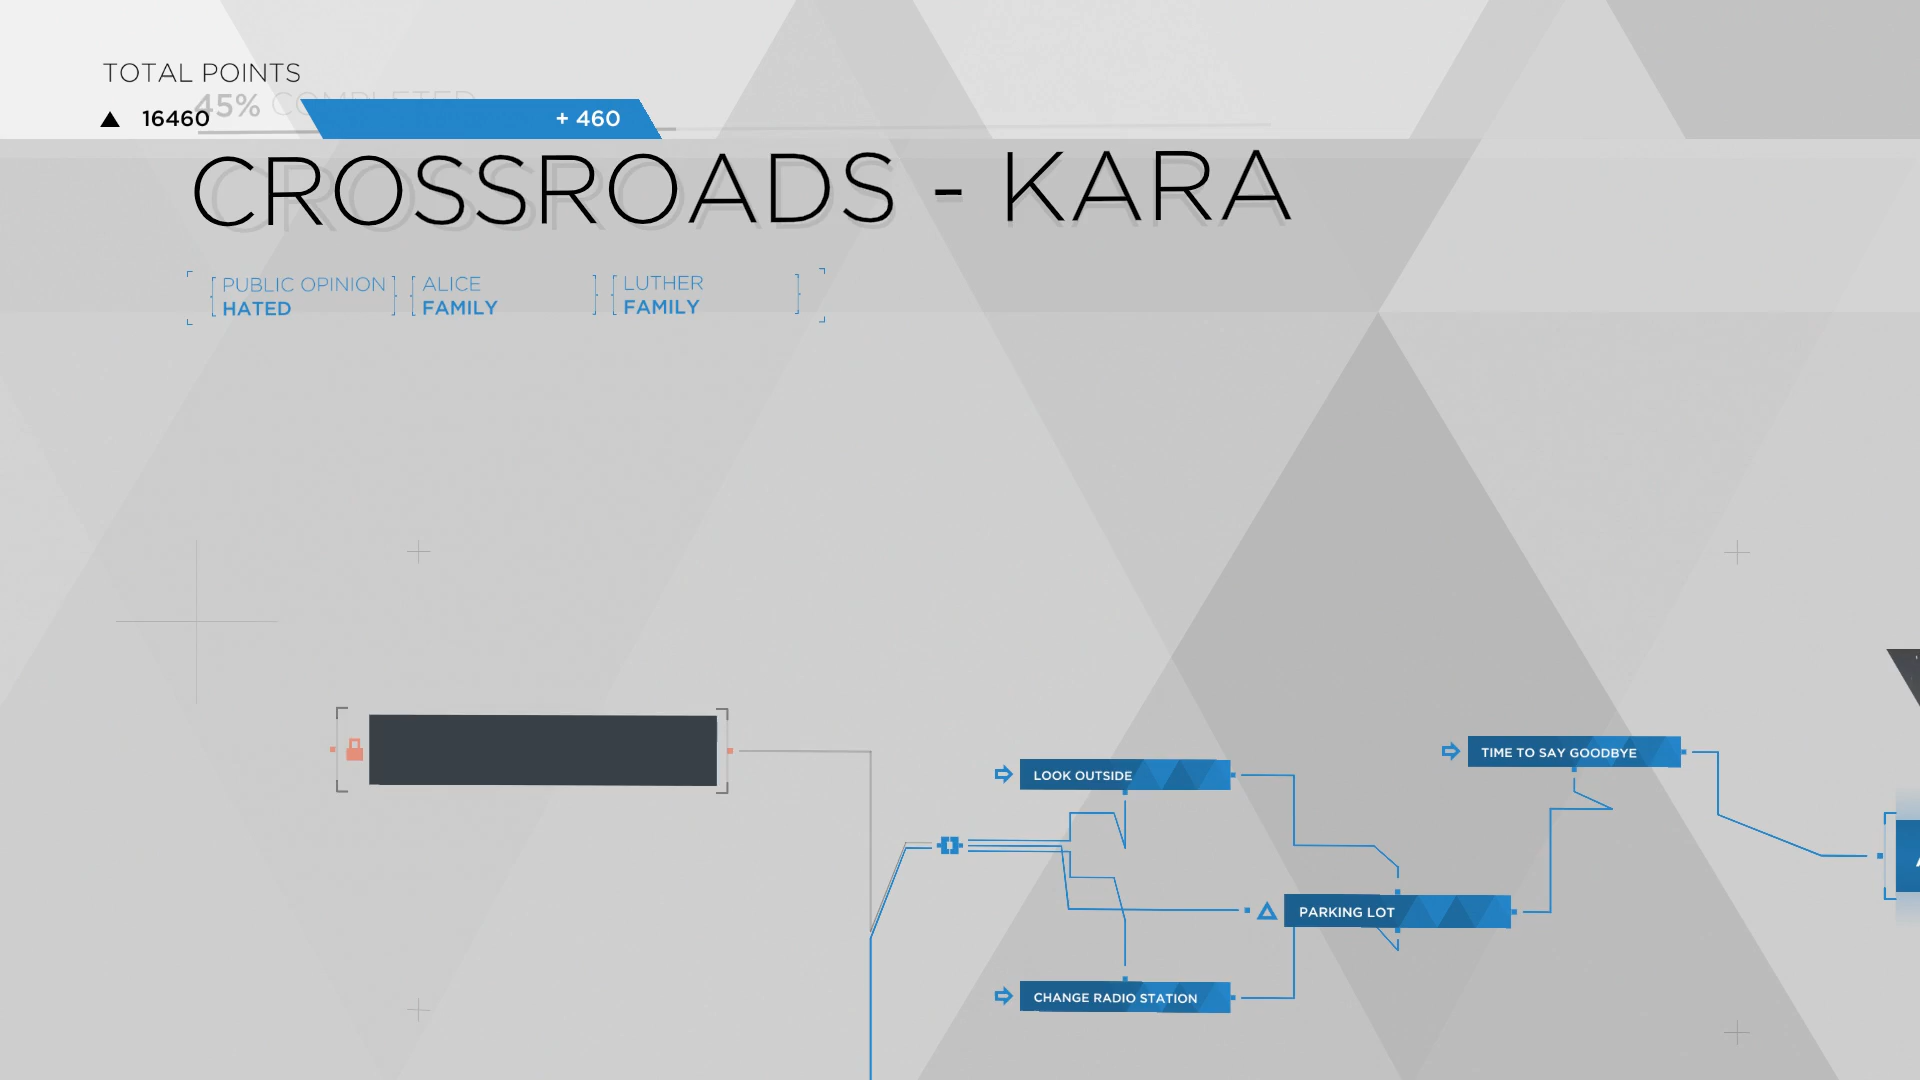 TOTAL POINTS
45% COMPLETED
16460
+ 460
CROSSROADS - KARA
PUBLIC OPINION
HATED
ALICE
FAMILY
LUTHER
FAMILY
TIME TO SAY GOODBYE
LOOK OUTSIDE
PARKING LOT
CHANGE RADIO STATION